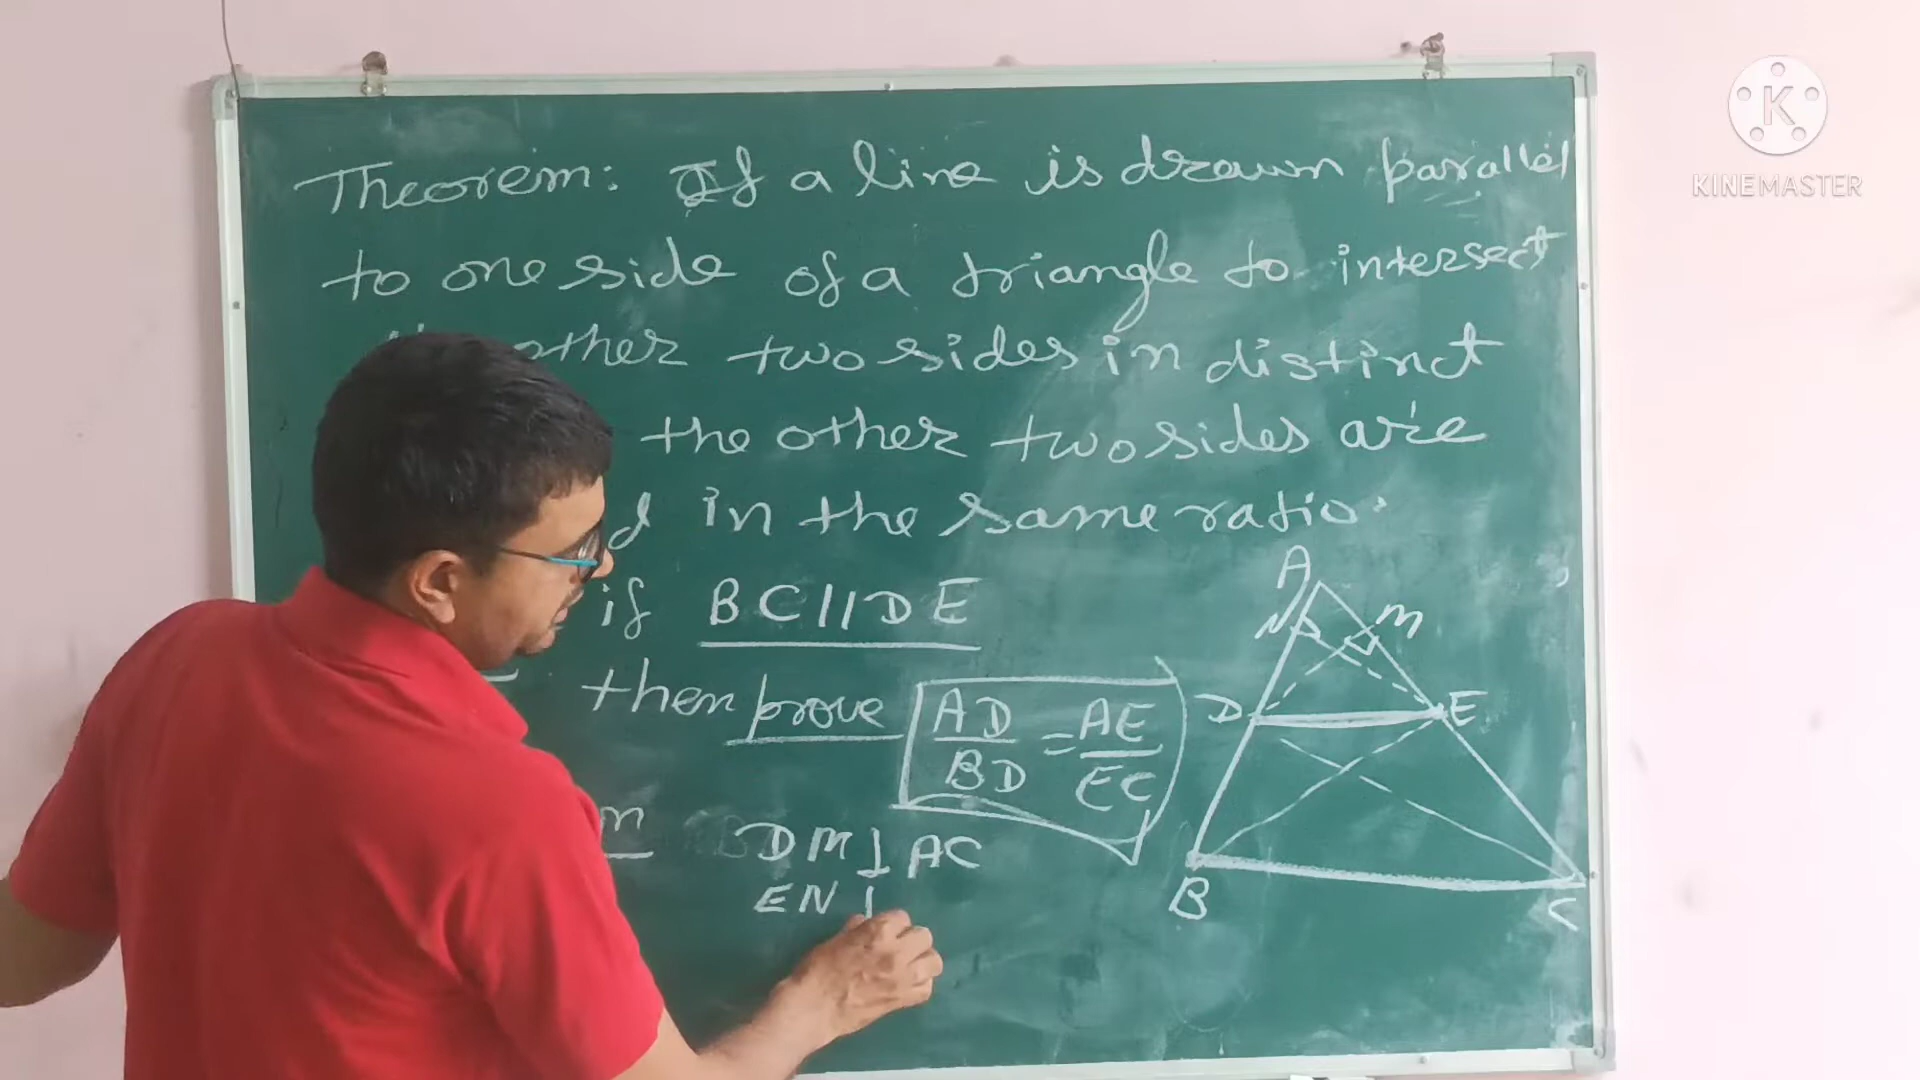 Theorem: If a line is drawn parallel
to one side of a triangle to intersect
other two sides in distinct
the other two sides are
in the same ratio.
if BC || DE
then prove AD/BD = AE/EC
DM ⊥ AC
EN ⊥
A
N M
D E
B C
K
KINEMASTER